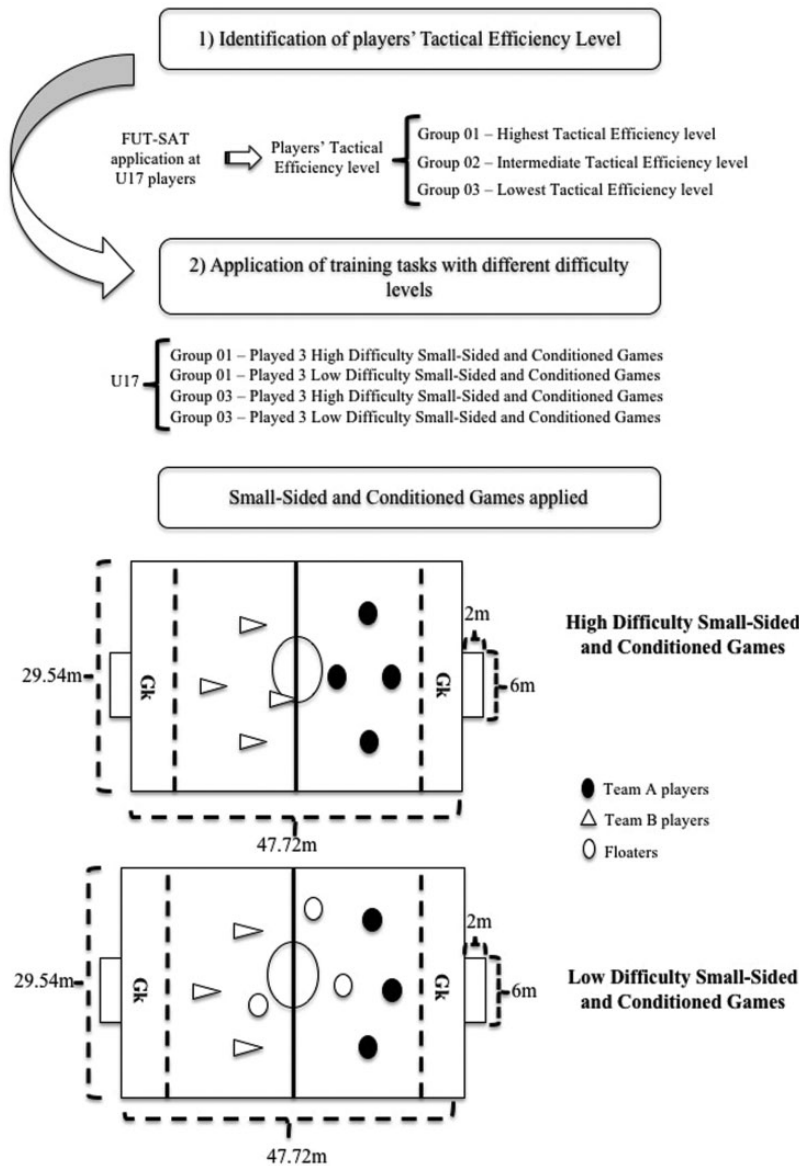 1) Identification of players’ Tactical Efficiency Level
FUT-SAT
application at
U17 players
Players’ Tactical
Efficiency level
Group 01 – Highest Tactical Efficiency level
Group 02 – Intermediate Tactical Efficiency level
Group 03 – Lowest Tactical Efficiency level
2) Application of training tasks with different difficulty
levels
U17
Group 01 – Played 3 High Difficulty Small-Sided and Conditioned Games
Group 01 – Played 3 Low Difficulty Small-Sided and Conditioned Games
Group 03 – Played 3 High Difficulty Small-Sided and Conditioned Games
Group 03 – Played 3 Low Difficulty Small-Sided and Conditioned Games
Small-Sided and Conditioned Games applied
29.54m
Gk
Gk
2m
6m
47.72m
High Difficulty Small-Sided
and Conditioned Games
Team A players
Team B players
Floaters
29.54m
Gk
Gk
2m
6m
47.72m
Low Difficulty Small-Sided
and Conditioned Games